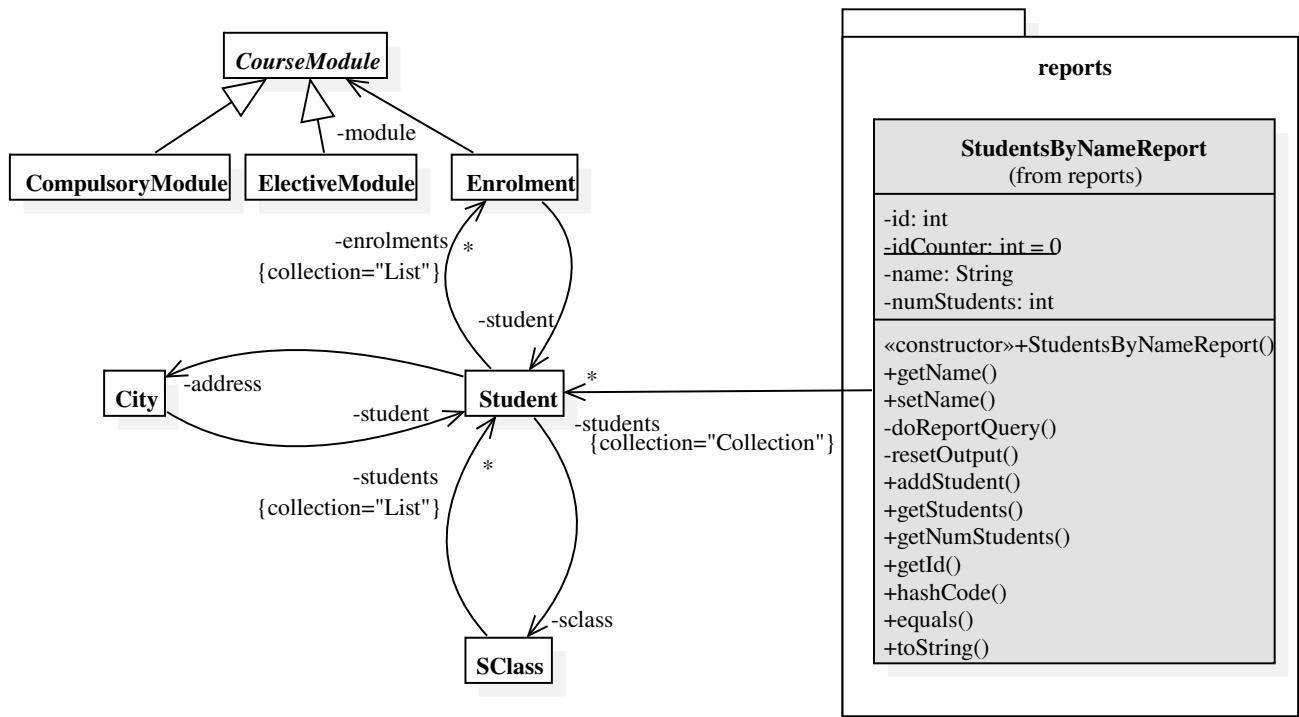 CourseModule
-module
CompulsoryModule
ElectiveModule
Enrolment
-enrolments
*
{collection="List"}
-student
City
-address
-student
Student
*
-students
{collection="Collection"}
-students
*
{collection="List"}
-sclass
SClass
reports
StudentsByNameReport
(from reports)
-id: int
-idCounter: int = 0
-name: String
-numStudents: int
«constructor»+StudentsByNameReport()
+getName()
+setName()
-doReportQuery()
-resetOutput()
+addStudent()
+getStudents()
+getNumStudents()
+getId()
+hashCode()
+equals()
+toString()